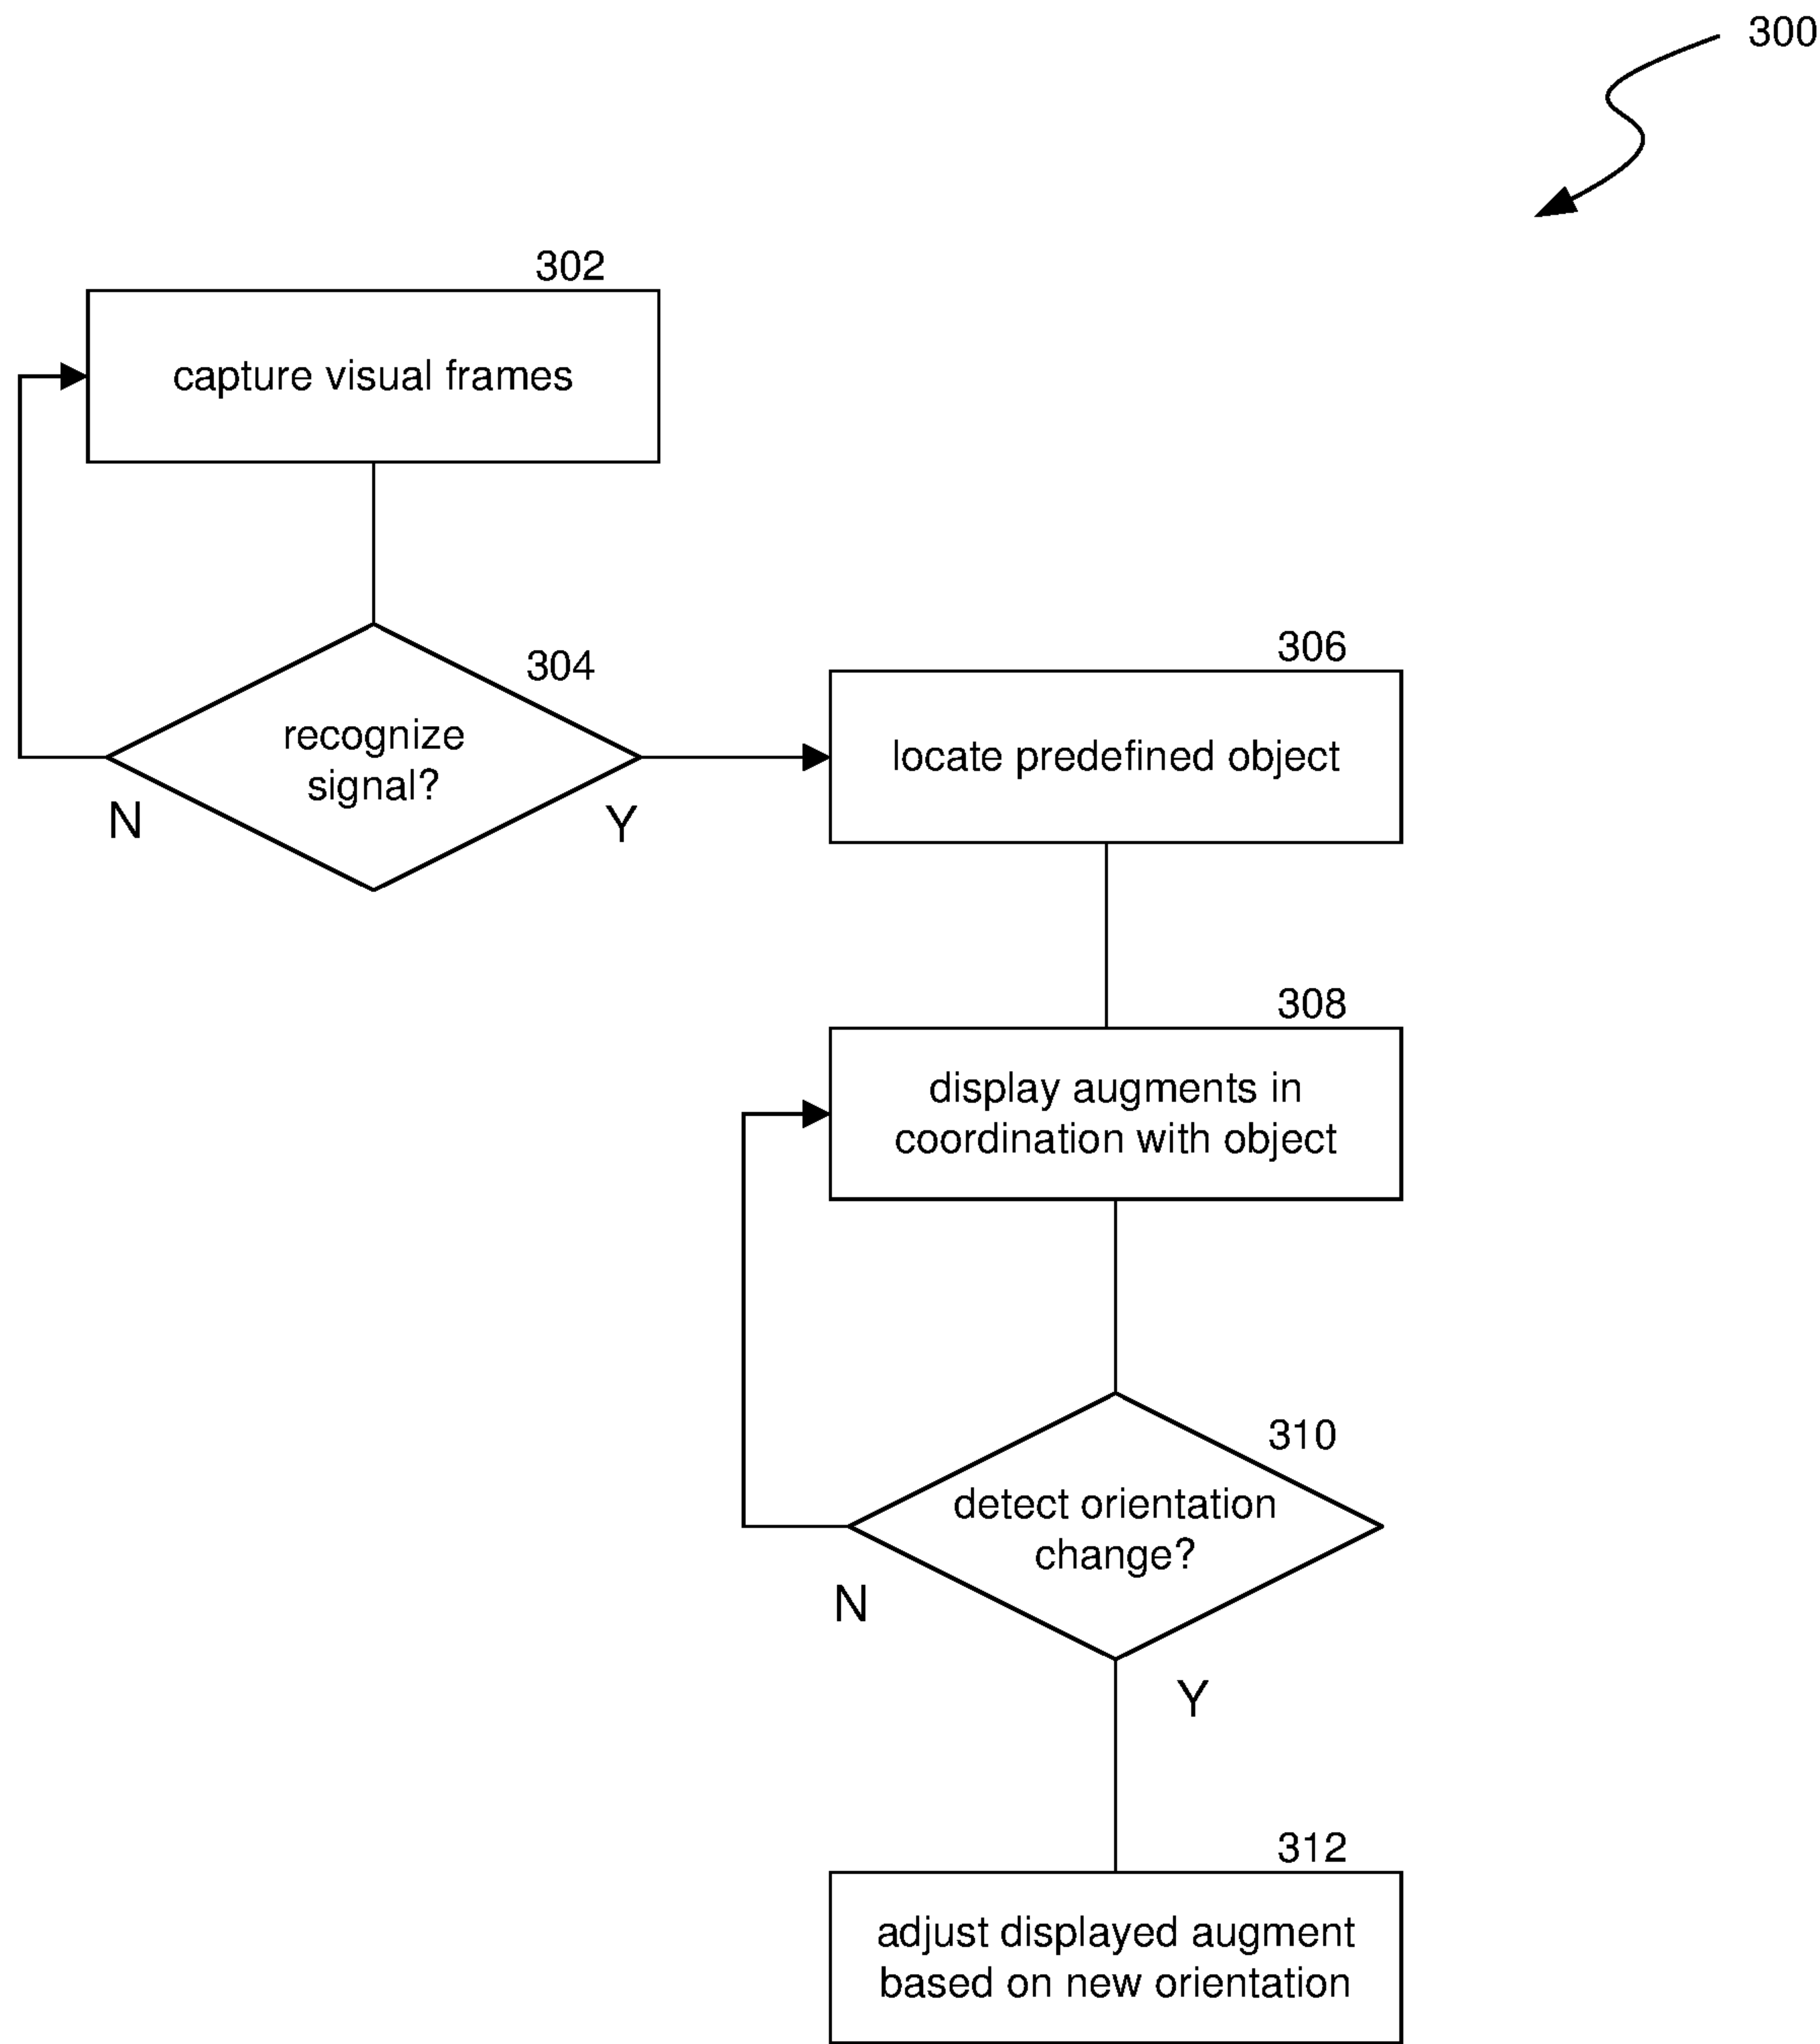 300
302
capture visual frames
304
recognize
signal?
N
Y
306
locate predefined object
308
display augments in
coordination with object
310
detect orientation
change?
N
Y
312
adjust displayed augment
based on new orientation